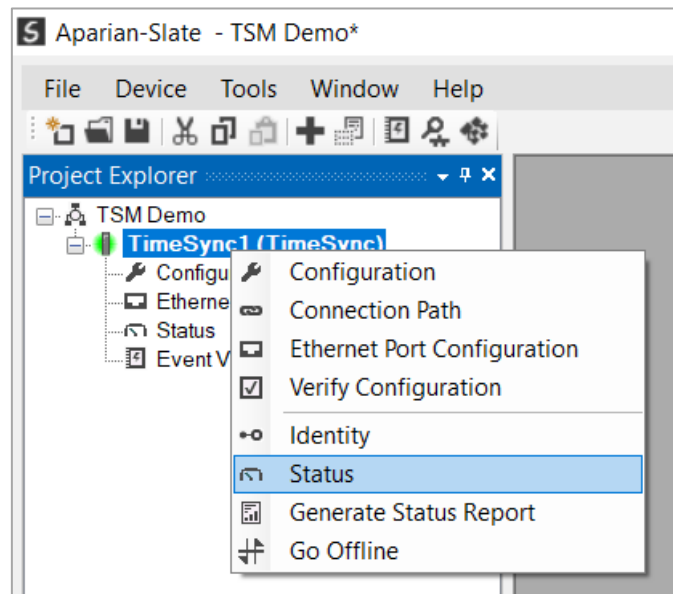 S Aparian-Slate - TSM Demo*
File Device Tools Window Help
Project Explorer
TSM Demo
TimeSync1 (TimeSync)
Configu
Etherne
Status
Event V
Configuration
Connection Path
Ethernet Port Configuration
Verify Configuration
Identity
Status
Generate Status Report
Go Offline